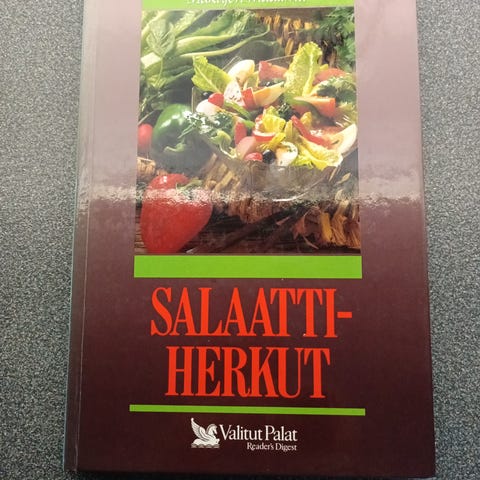 SALAATTI-
HERKUT
Valitut Palat
Reader's Digest